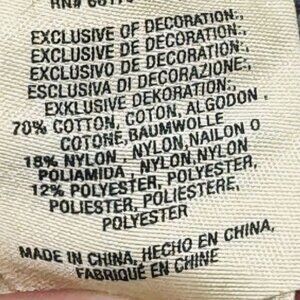 EXCLUSIVE OF DECORATION:,
EXCLUSIVE DE DECORATION:,
EXCLUSIVO DE DECORATION:,
ESCLUSIVA DI DECORAZIONE:,
EXKLUSIVE DEKORATION:,
70% COTTON, COTON, ALGODON,
COTONE, BAUMWOLLE
18% NYLON, NYLON, NAILON O
POLIAMIDA, NYLON, NYLON
12% POLYESTER, POLYESTER,
POLIESTER, POLIESTERE,
POLYESTER
MADE IN CHINA, HECHO EN CHINA,
FABRIQUÉ EN CHINE